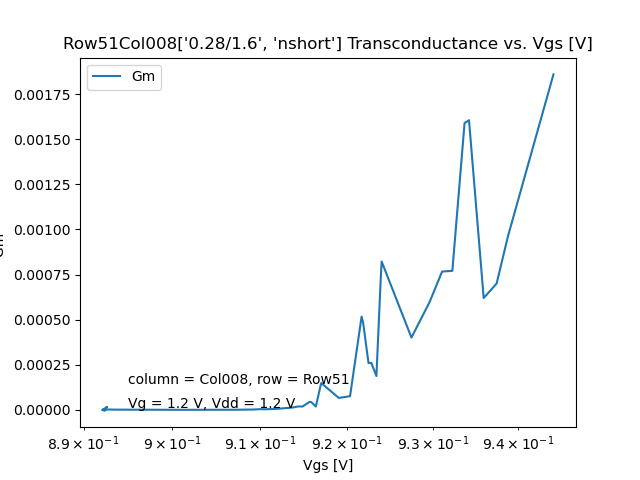 Row51Col008['0.28/1.6', 'nshort'] Transconductance vs. Vgs [V]
Gm
0.00175
0.00150
0.00125
0.00100
0.00075
0.00050
0.00025
0.00000
column = Col008, row = Row51
Vg = 1.2 V, Vdd = 1.2 V
8.9 × 10⁻¹ 9 × 10⁻¹ 9.1 × 10⁻¹ 9.2 × 10⁻¹ 9.3 × 10⁻¹ 9.4 × 10⁻¹
Vgs [V]